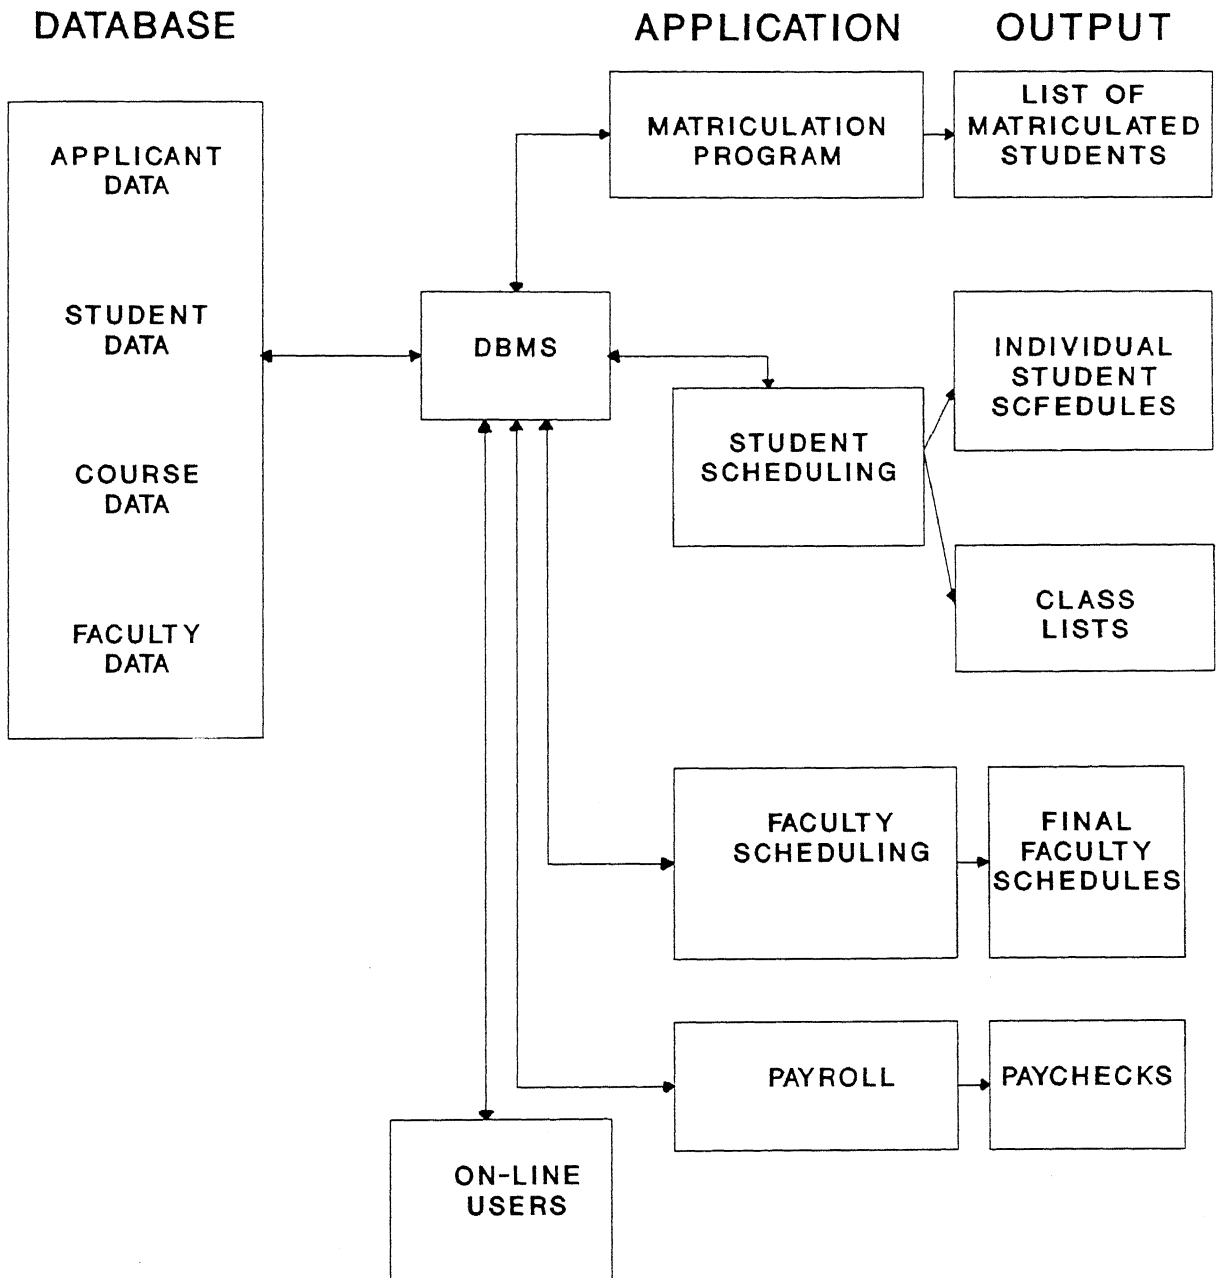 DATABASE
APPLICATION
OUTPUT
APPLICANT
DATA
STUDENT
DATA
COURSE
DATA
FACULTY
DATA
DBMS
MATRICULATION
PROGRAM
LIST OF
MATRICULATED
STUDENTS
STUDENT
SCHEDULING
INDIVIDUAL
STUDENT
SCFEDULES
CLASS
LISTS
FACULTY
SCHEDULING
FINAL
FACULTY
SCHEDULES
PAYROLL
PAYCHECKS
ON-LINE
USERS